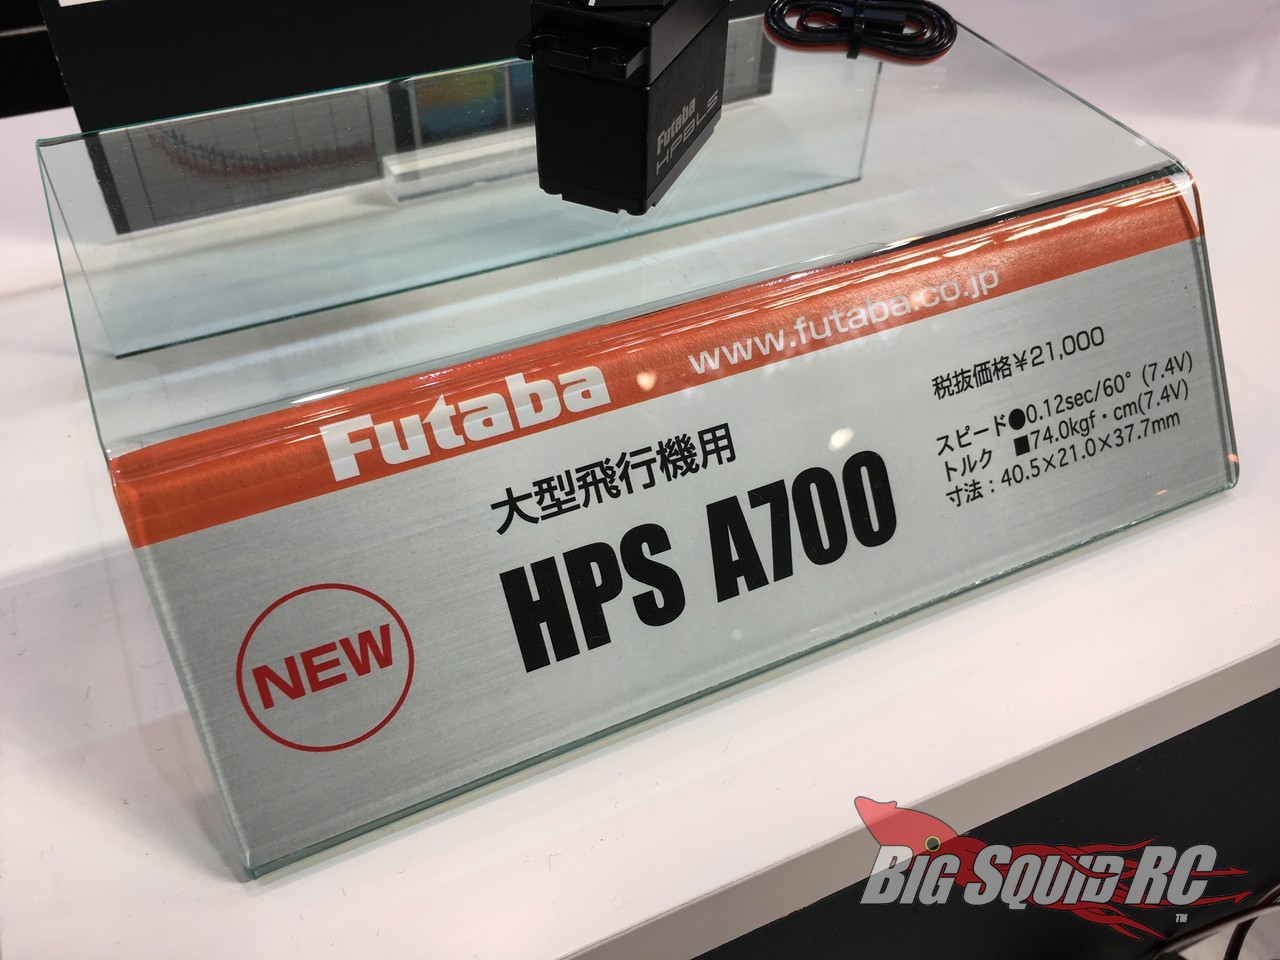 Futaba
HPBLS
Futaba www.futaba.co.jp
大型飛行機用
HPS A700
NEW
税抜価格¥21,000
スピード●0.12sec/60°(7.4V)
トルク ■74.0kgf・cm(7.4V)
寸法:40.5×21.0×37.7mm
BIG SQUID RC
TM